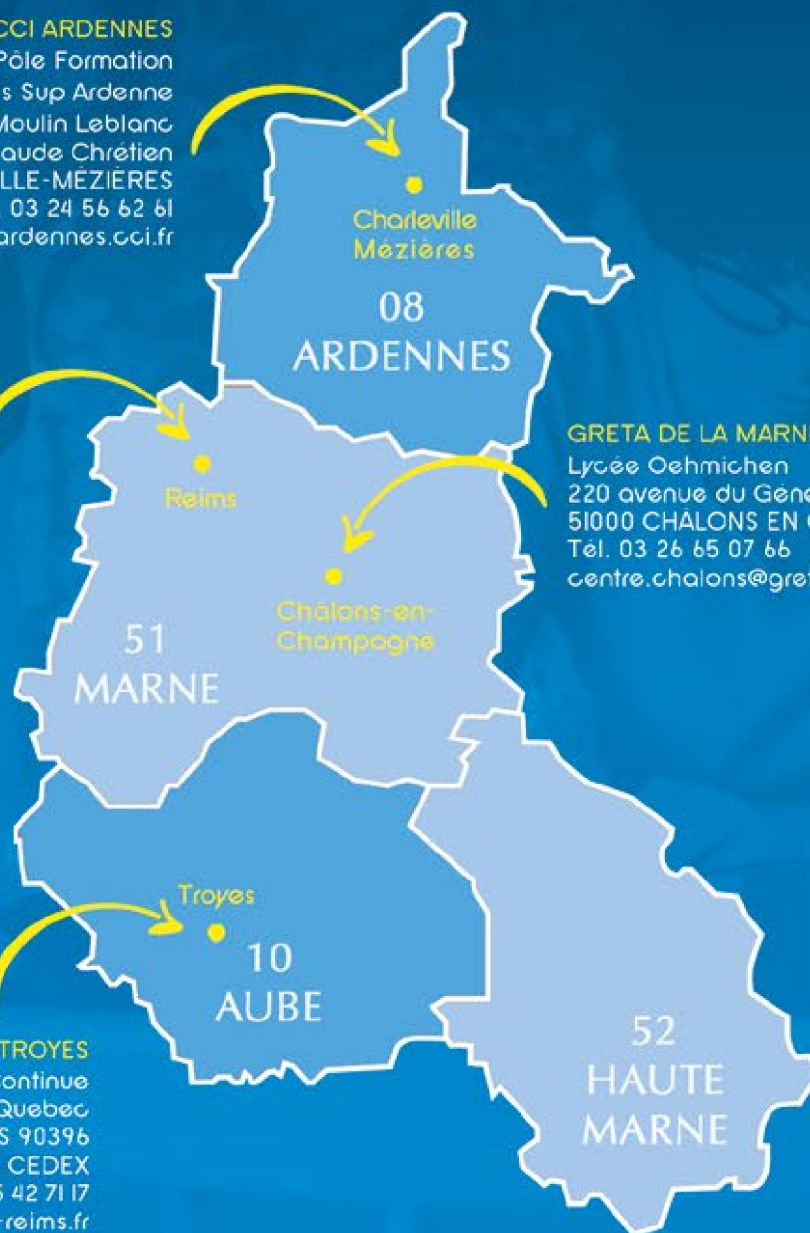 CCI ARDENNES
Pôle Formation
Sup Ardenne
Moulin Leblanc
aude Chrétien
LLE-MÉZIÈRES
03 24 56 62 61
ardennes.cci.fr
Charleville
Mézières
08
ARDENNES
Reims
GRETA DE LA MARNE
Lycée Oehmichen
220 avenue du Géné
51000 CHÂLONS EN
Tél. 03 26 65 07 66
centre.chalons@gre
Châlons-en-
Champagne
51
MARNE
Troyes
10
AUBE
TROYES
Continue
Quebec
90396
CEDEX
42 71 17
-reims.fr
52
HAUTE
MARNE